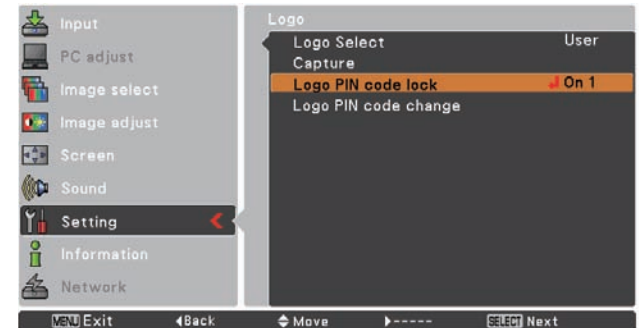 Input
PC adjust
Image select
Image adjust
Screen
Sound
Setting
Information
Network
Logo
Logo Select User
Capture
Logo PIN code lock On 1
Logo PIN code change
MENU Exit ◀Back Move ▶----- SELECT Next